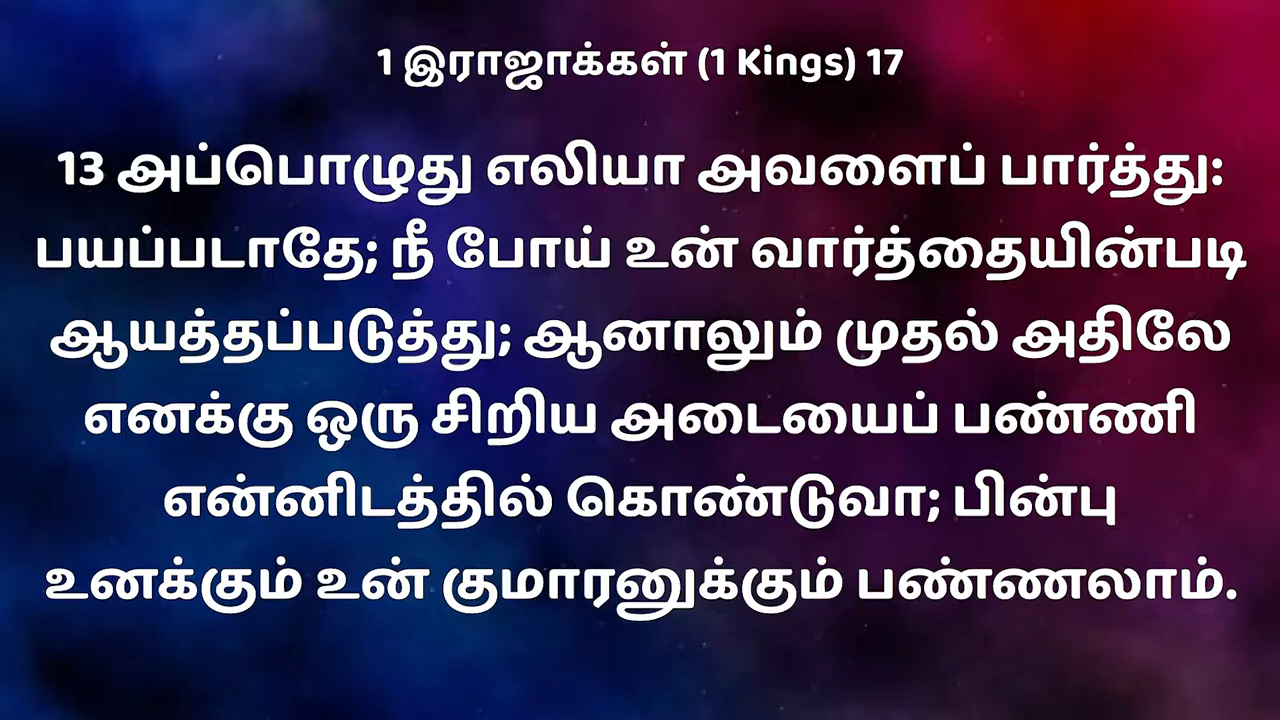 1 இராஜாக்கள் (1 Kings) 17
13 அப்பொழுது எலியா அவளைப் பார்த்து:
பயப்படாதே; நீ போய் உன் வார்த்தையின்படி
ஆயத்தப்படுத்து; ஆனாலும் முதல் அதிலே
எனக்கு ஒரு சிறிய அடையைப் பண்ணி
என்னிடத்தில் கொண்டுவா; பின்பு
உனக்கும் உன் குமாரனுக்கும் பண்ணலாம்.